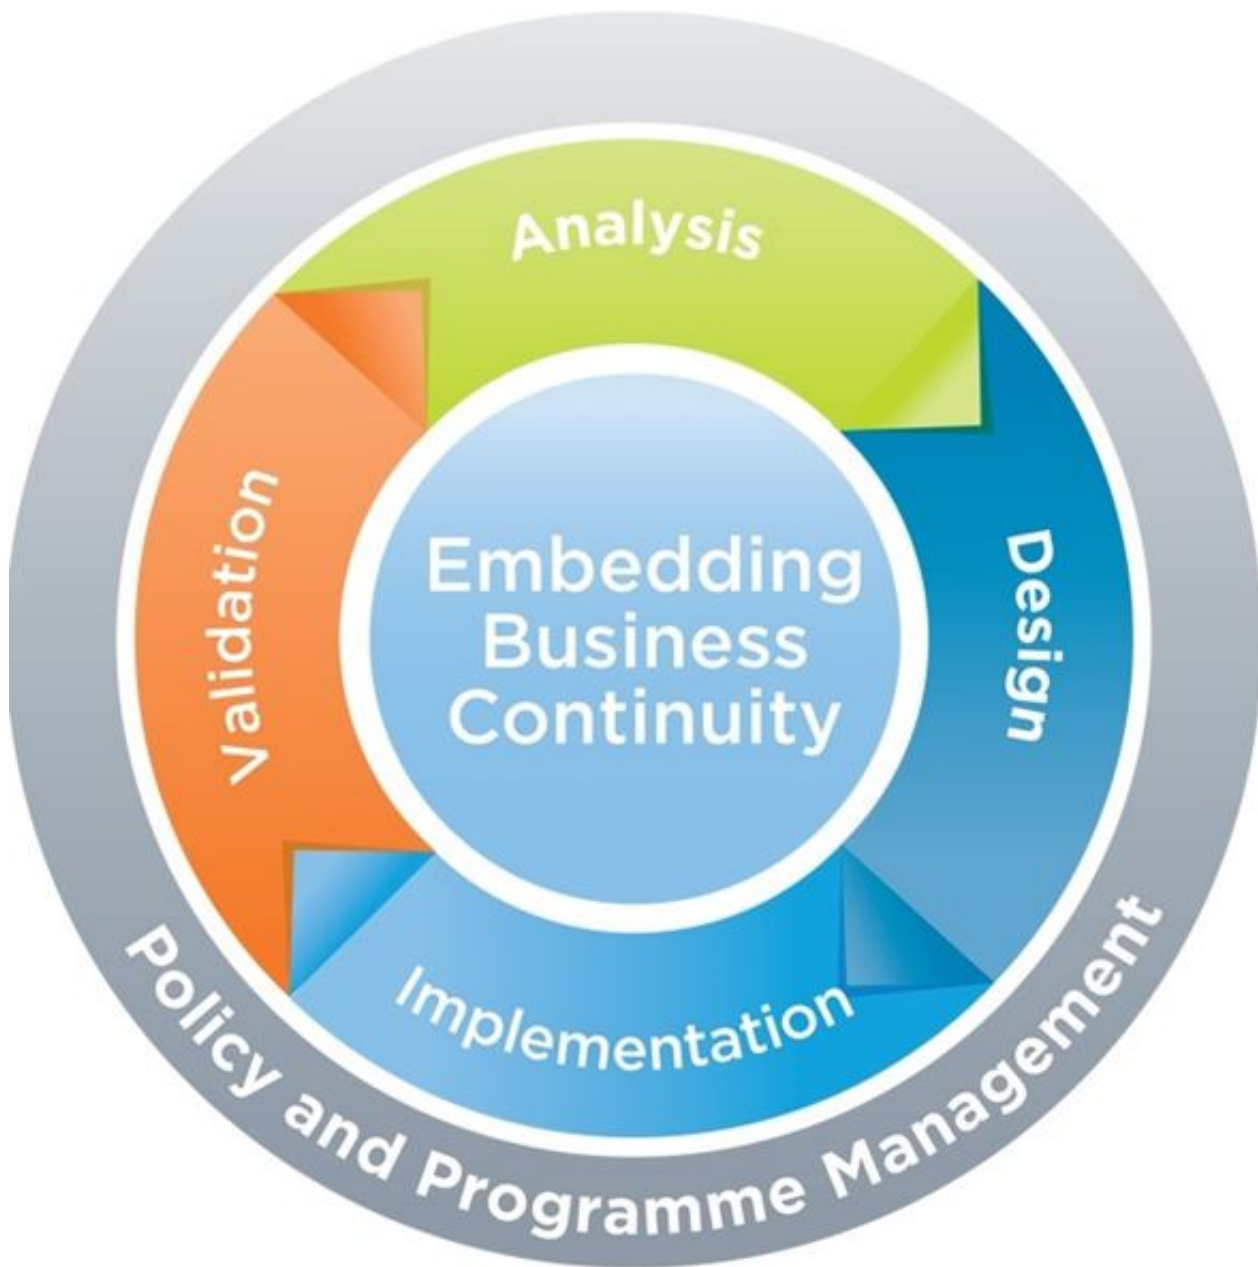 Analysis
Design
Implementation
Validation
Embedding
Business
Continuity
Policy and Programme Management